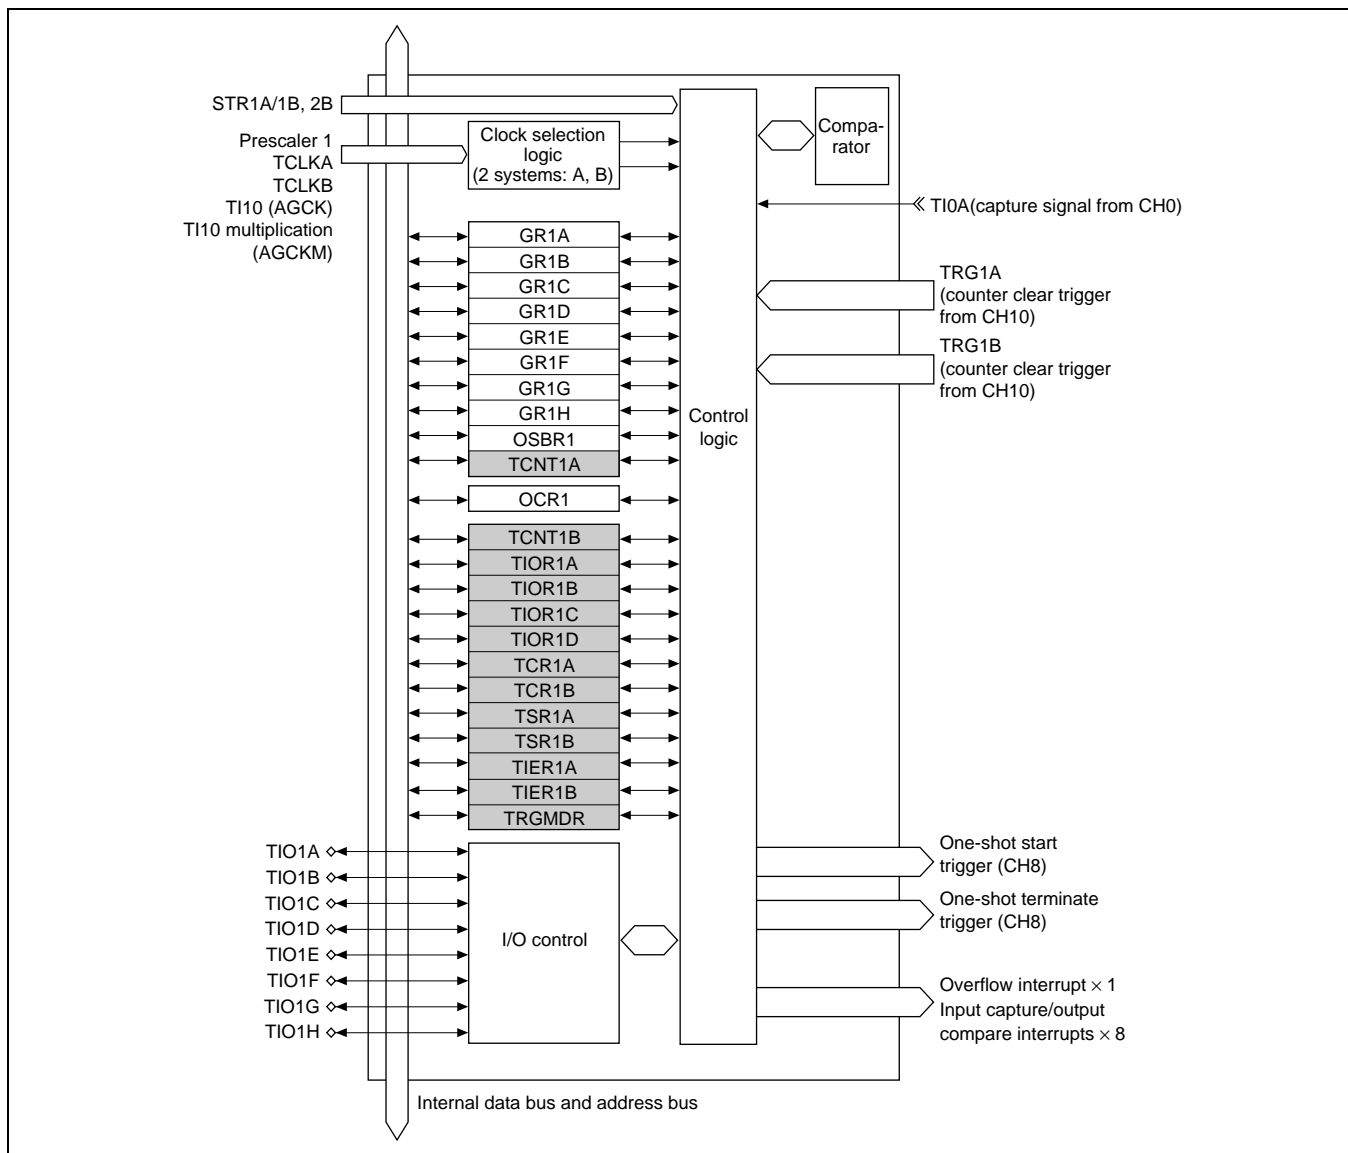 STR1A/1B, 2B
Prescaler 1
TCLKA
TCLKB
TI10 (AGCK)
TI10 multiplication
(AGCKM)
Clock selection
logic
(2 systems: A, B)
Compa-
rator
TI0A(capture signal from CH0)
TRG1A
(counter clear trigger
from CH10)
TRG1B
(counter clear trigger
from CH10)
Control
logic
GR1A
GR1B
GR1C
GR1D
GR1E
GR1F
GR1G
GR1H
OSBR1
TCNT1A
OCR1
TCNT1B
TIOR1A
TIOR1B
TIOR1C
TIOR1D
TCR1A
TCR1B
TSR1A
TSR1B
TIER1A
TIER1B
TRGMDR
TIO1A
TIO1B
TIO1C
TIO1D
TIO1E
TIO1F
TIO1G
TIO1H
I/O control
One-shot start
trigger (CH8)
One-shot terminate
trigger (CH8)
Overflow interrupt × 1
Input capture/output
compare interrupts × 8
Internal data bus and address bus